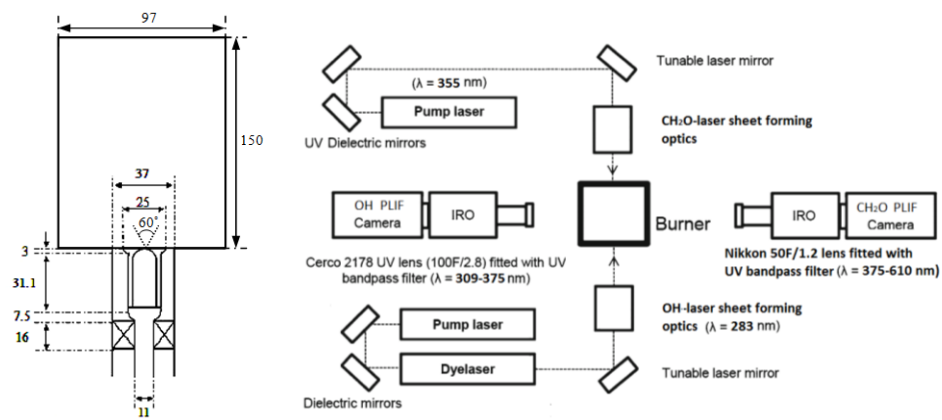 97
150
37
25
60°
3
31.1
7.5
16
11
(λ = 355 nm)
Pump laser
UV Dielectric mirrors
Tunable laser mirror
CH₂O-laser sheet forming
optics
OH PLIF
Camera
IRO
Burner
IRO
CH₂O PLIF
Camera
Cerco 2178 UV lens (100F/2.8) fitted with UV
bandpass filter (λ = 309-375 nm)
Nikkon 50F/1.2 lens fitted with
UV bandpass filter (λ = 375-610 nm)
Pump laser
Dyelaser
Dielectric mirrors
OH-laser sheet forming
optics (λ = 283 nm)
Tunable laser mirror